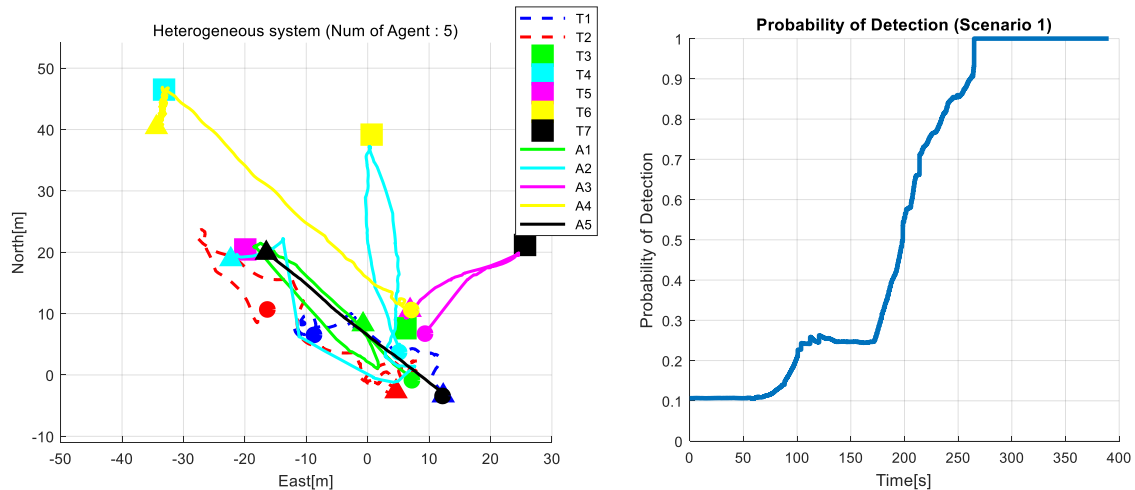 Heterogeneous system (Num of Agent : 5)
T1
T2
T3
T4
T5
T6
T7
A1
A2
A3
A4
A5
North[m]
50
40
30
20
10
0
-10
-50
-40
-30
-20
-10
0
10
20
30
East[m]
Probability of Detection (Scenario 1)
Probability of Detection
1
0.9
0.8
0.7
0.6
0.5
0.4
0.3
0.2
0.1
0
0
50
100
150
200
250
300
350
400
Time[s]